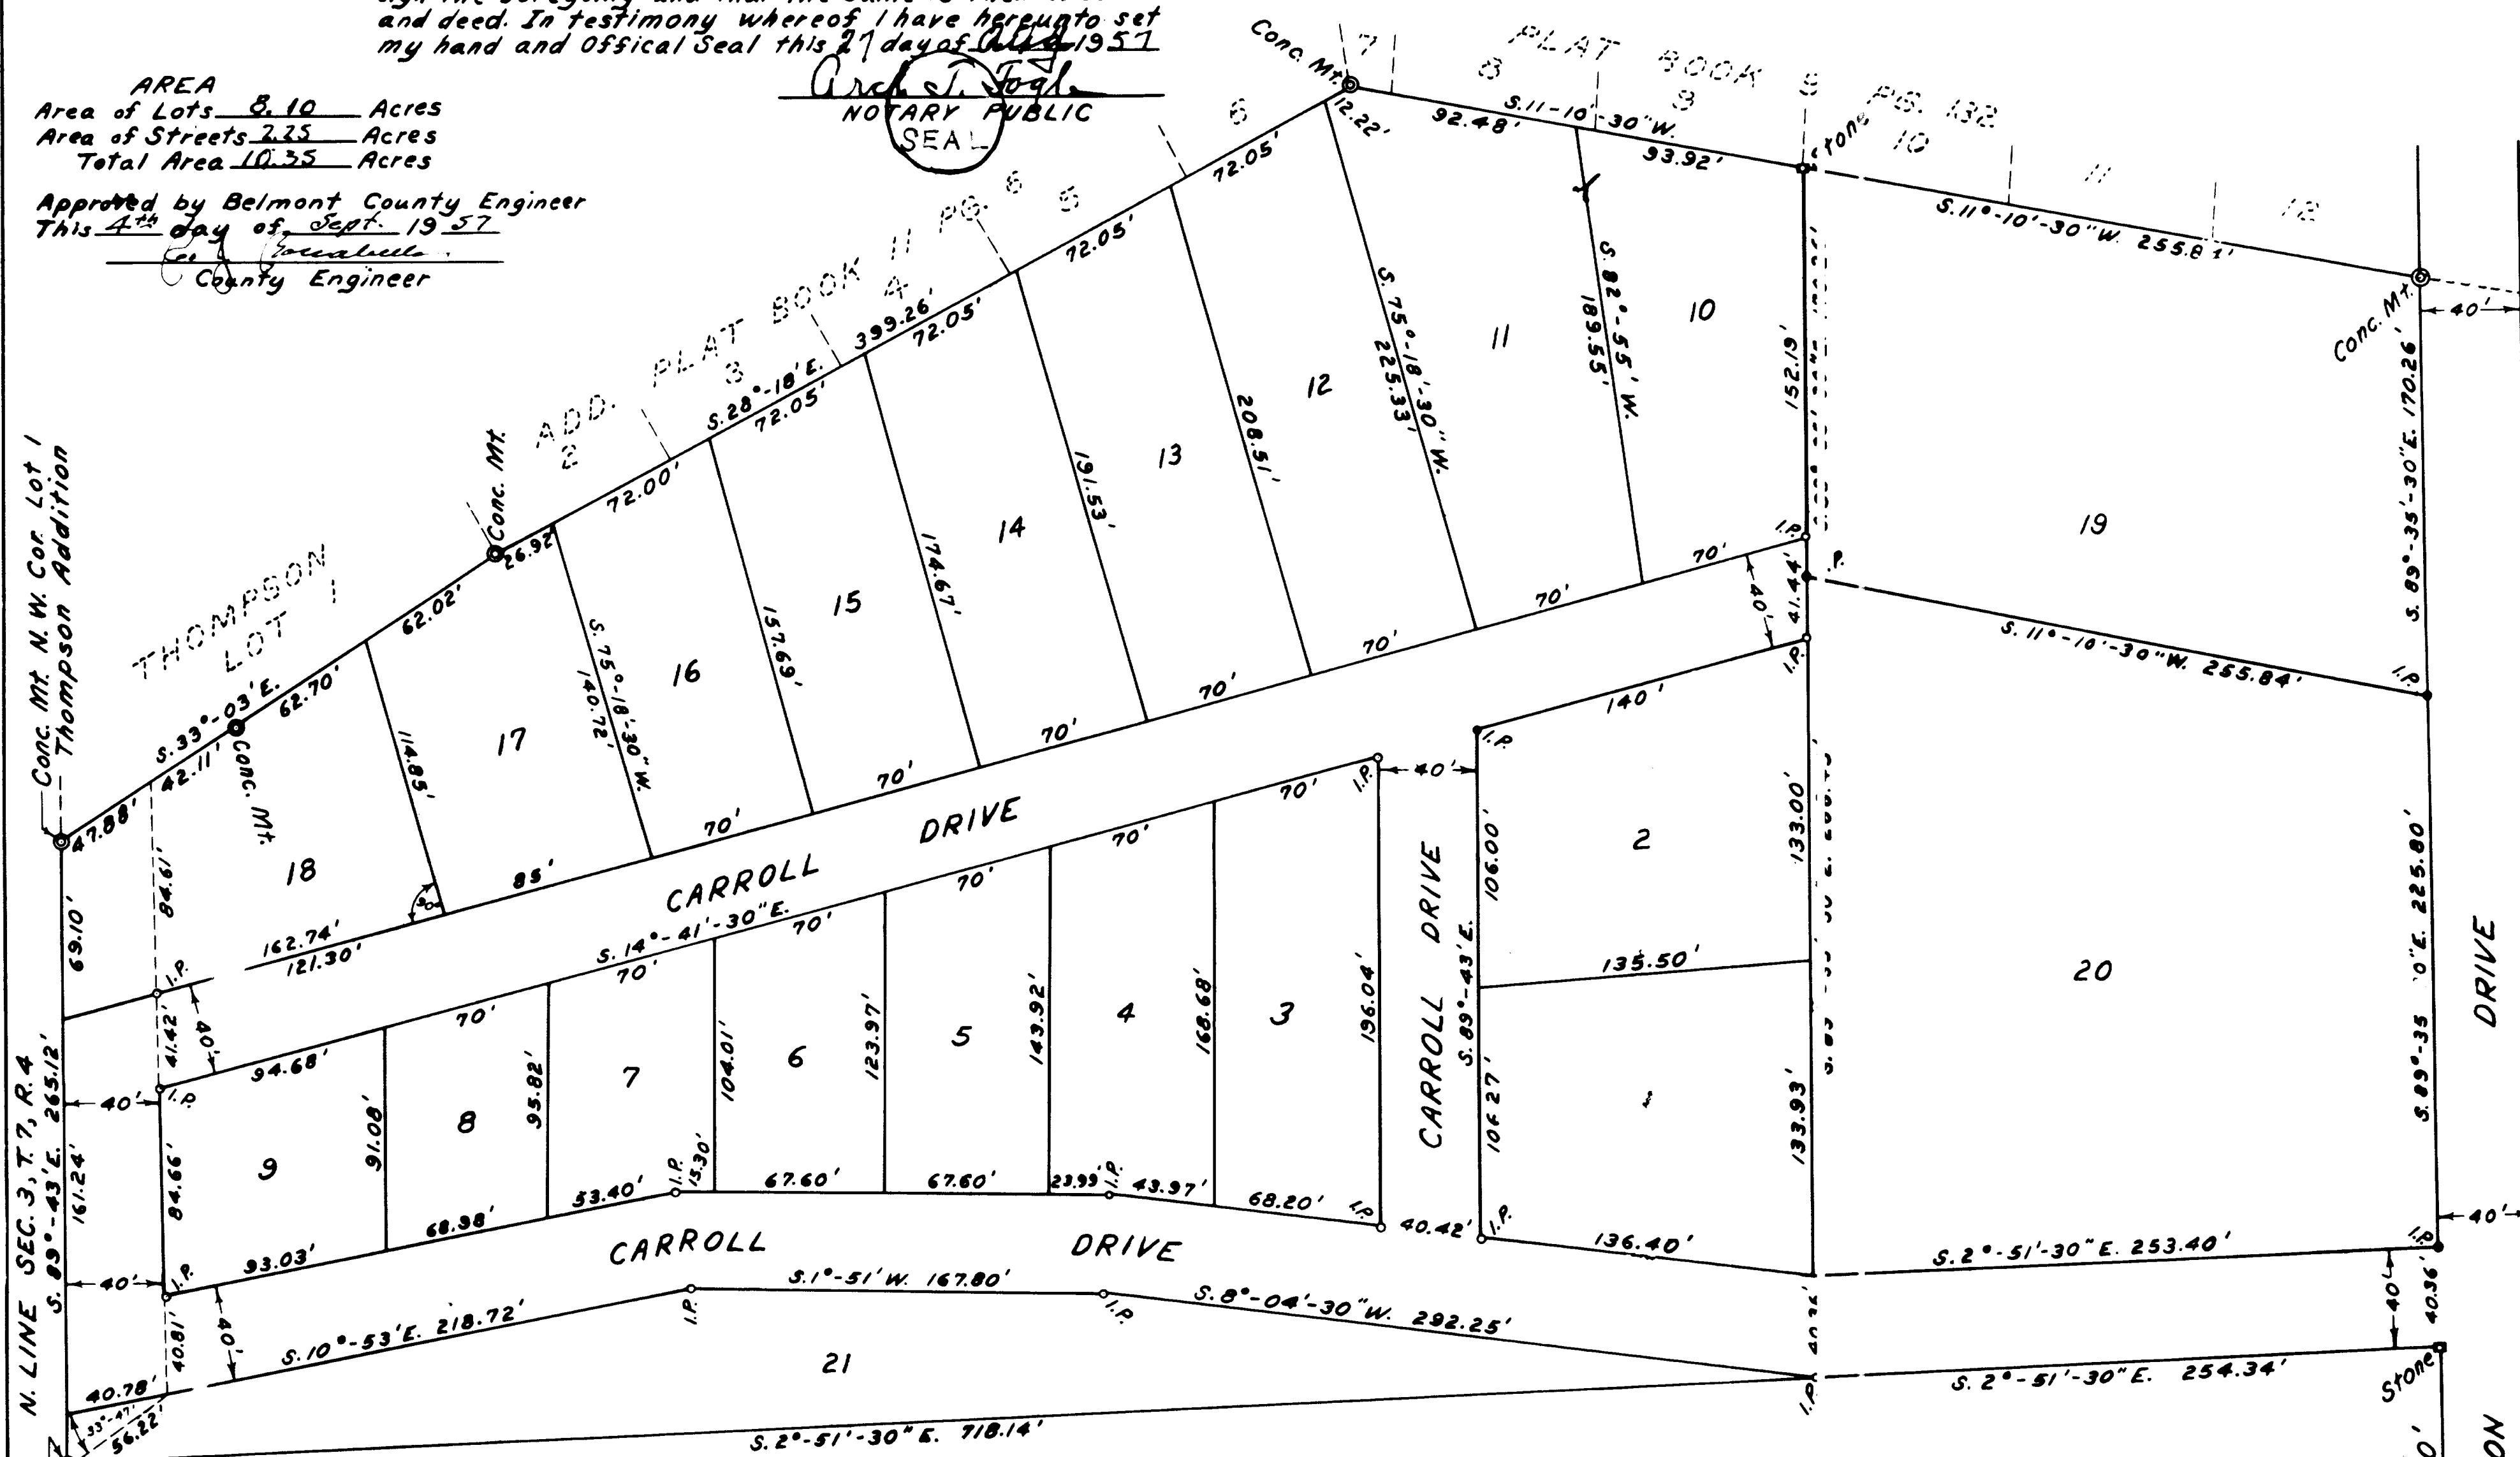 and deed. In testimony whereof I have hereunto set
my hand and Offical Seal this 27 day of Aug 1957
NOTARY PUBLIC
SEAL
AREA
Area of Lots 8.10 Acres
Area of Streets 2.25 Acres
Total Area 10.35 Acres
Approved by Belmont County Engineer
This 4th day of Sept. 1957
County Engineer
Conc. Mt. N.W. Cor. Lot 1
Thompson Addition
THOMPSON
LOT 1
ADD. PLAT BOOK 11 PG. 6
2
3
4
5
6
Conc. Mt.
7
8
9
PLAT BOOK 9 PG. 132
10
11
12
Conc. Mt.
Conc. Mt.
Conc. Mt.
S. 33°-03' E.
47.88'
42.11'
62.70'
62.02'
26.92
72.00'
S. 28°-18' E.
399.26'
72.05'
72.05'
72.05'
72.05'
12.22'
S. 11-10'-30" W.
92.48'
93.92'
S. 11°-10'-30" W. 255.81'
40'
18
17
16
15
14
13
12
11
10
19
69.10'
84.61'
114.85'
S. 75°-18'-30" W.
140.72'
157.69'
174.67'
191.53'
208.51'
S. 75°-18'-30" W.
225.33'
S. 82°-55' W.
189.55'
152.19'
I.P.
41.44'
40'
I.P.
S. 89°-35'-30" E. 170.26'
S. 11°-10'-30" W. 255.84'
I.P.
90°
162.74'
121.30'
85'
70'
70'
70'
70'
70'
70'
70'
70'
CARROLL DRIVE
I.P.
41.42'
40'
I.P.
S. 14°-41'-30" E.
94.68'
70'
70'
70'
70'
70'
70'
I.P.
40'
140'
I.P.
N. LINE SEC. 3, T. 7, R. 4
S. 89°-43' E. 265.12'
161.24'
40'
40'
84.66'
9
91.08'
8
95.82'
7
104.01'
6
123.97'
5
143.92'
4
168.68'
3
196.04'
CARROLL DRIVE
S. 89°-43' E.
106.00'
2
133.00'
135.50'
106.27'
1
133.93'
20
S. 89°-35 0" E. 225.80'
DRIVE
I.P.
93.03'
68.98'
53.40'
I.P.
15.30'
67.60'
67.60'
23.99'
I.P.
43.97'
68.20'
I.P.
40.42'
I.P.
136.40'
S. 2°-51'-30" E. 253.40'
I.P.
40'
CARROLL DRIVE
40.81'
40'
S. 10°-53' E. 218.72'
I.P.
S. 1°-51' W. 167.80'
I.P.
S. 8°-04'-30" W. 292.25'
I.P.
40'
40.36'
Stone
40.78'
33°-47'
56.22'
21
S. 2°-51'-30" E. 718.14'
S. 2°-51'-30" E. 254.34'
ON